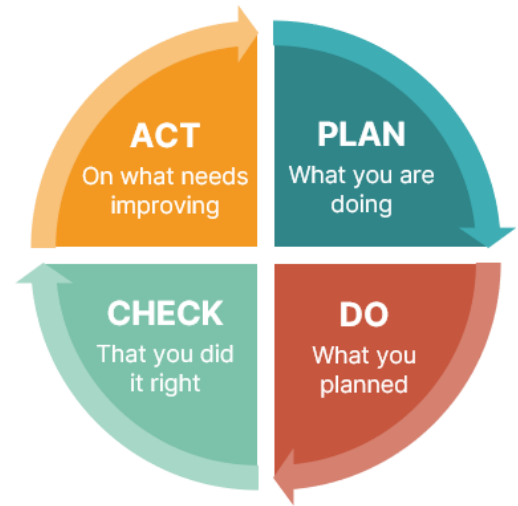 ACT
On what needs
improving
PLAN
What you are
doing
CHECK
That you did
it right
DO
What you
planned